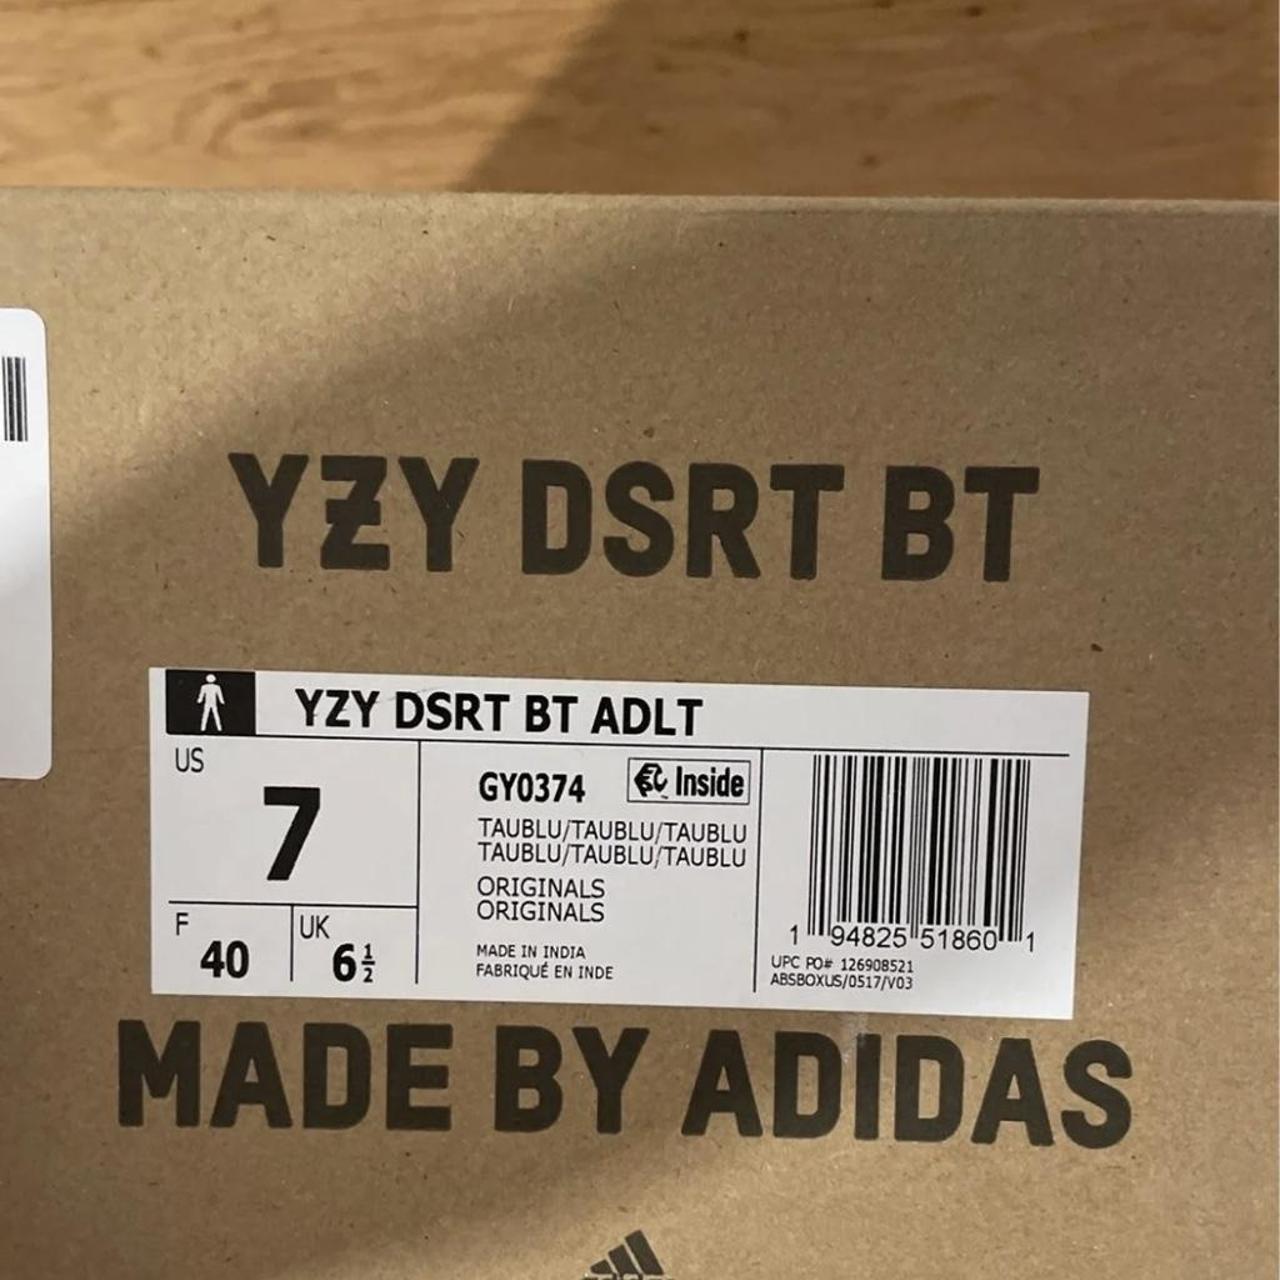 YZY DSRT BT
YZY DSRT BT ADLT
US
7
F
40
UK
6½
GY0374
Inside
TAUBLU/TAUBLU/TAUBLU
TAUBLU/TAUBLU/TAUBLU
ORIGINALS
ORIGINALS
MADE IN INDIA
FABRIQUÉ EN INDE
1 94825 51860 1
UPC PO# 126908521
ABSBOXUS/0517/V03
MADE BY ADIDAS